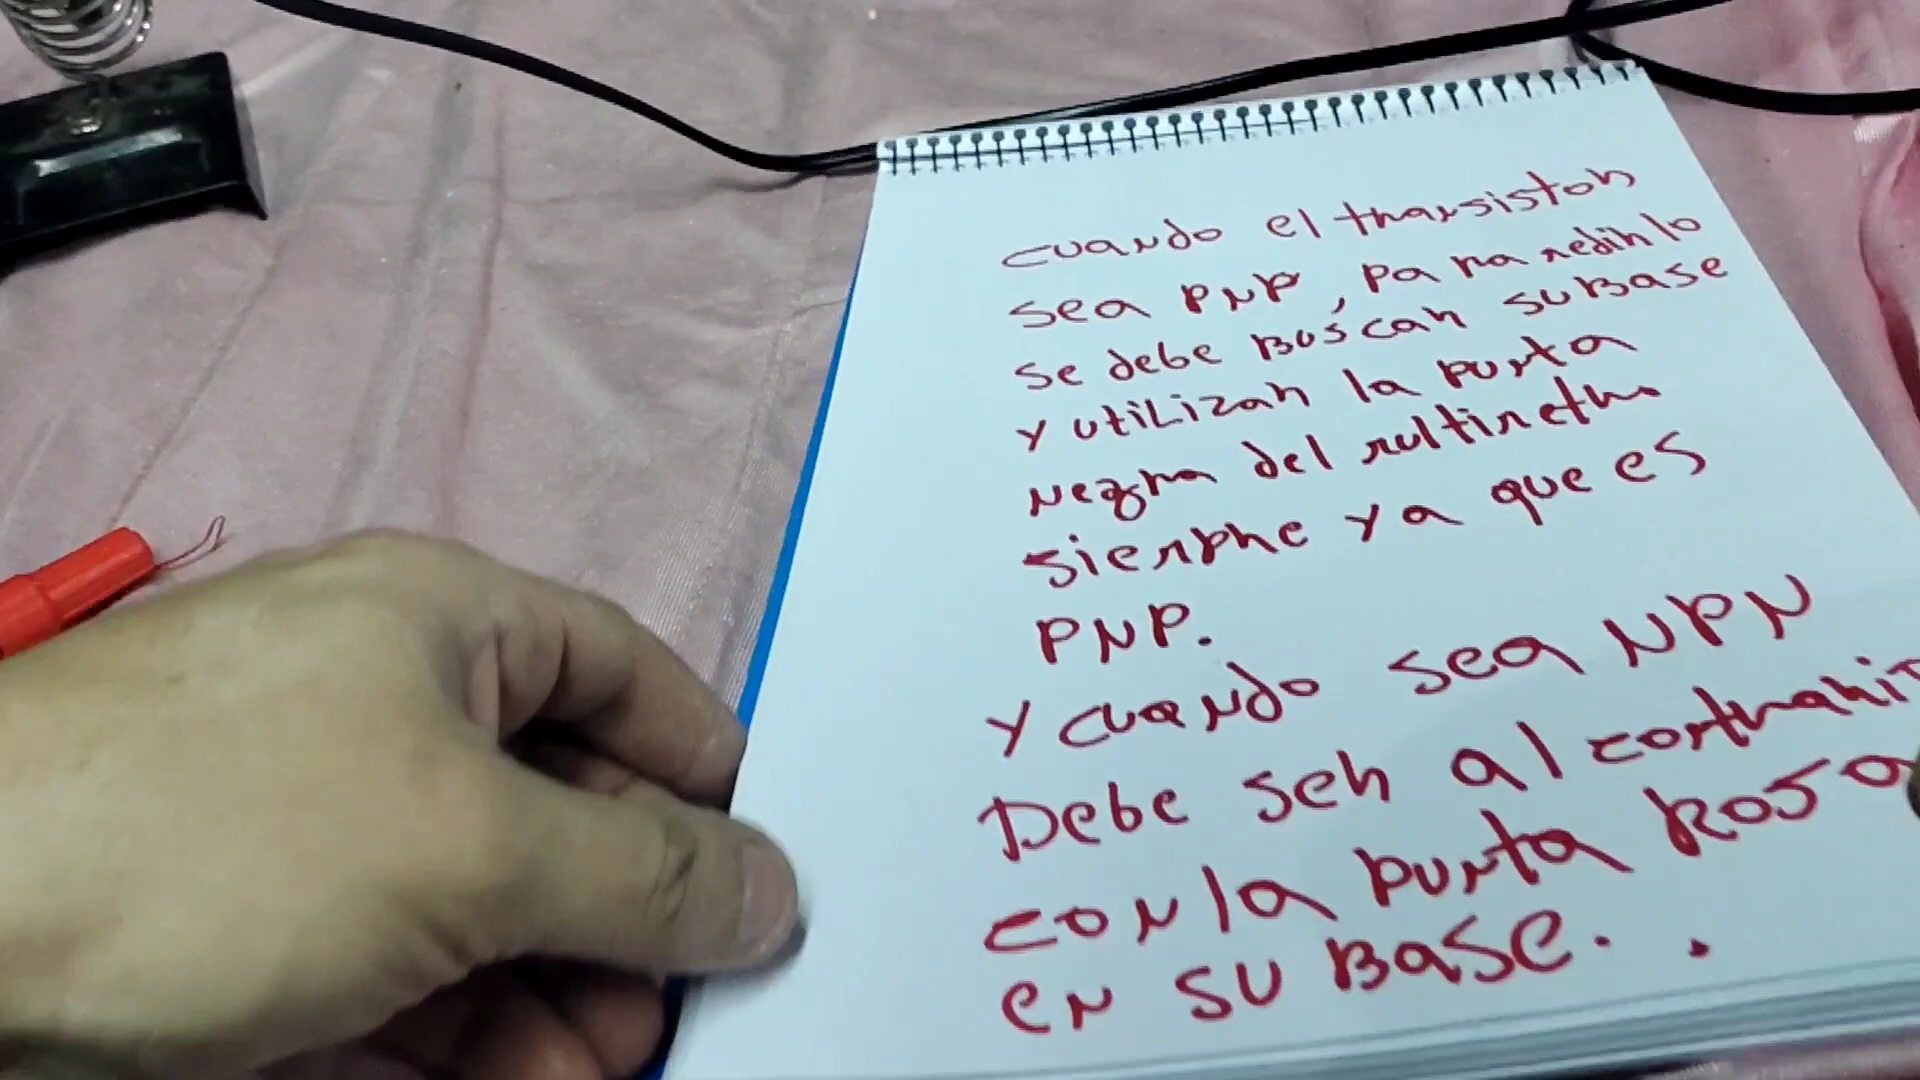 cuando el transistor
sea PNP, para medirlo
se debe Buscar su Base
y utilizar la punta
negra del multimetro
siempre ya que es
PNP.
y cuando sea NPN
Debe ser al contrario
con la punta Rosa
en su Base. .